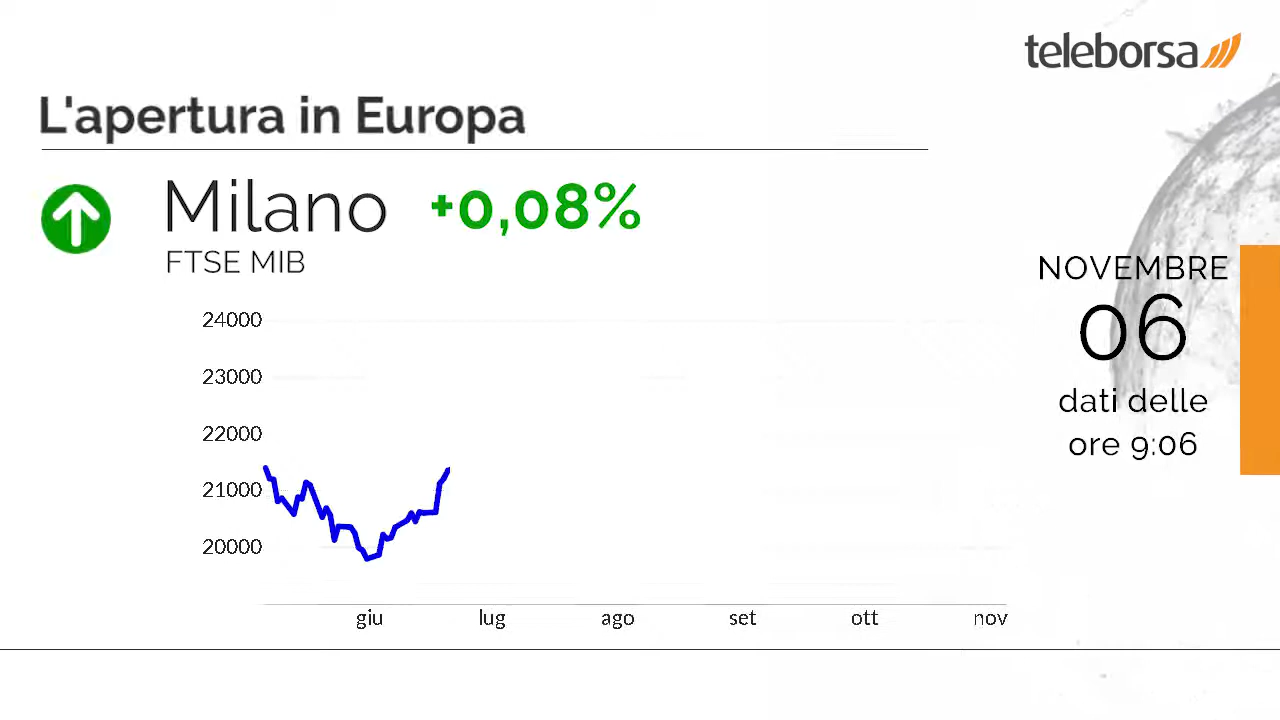 teleborsa
L'apertura in Europa
Milano +0,08%
FTSE MIB
24000
23000
22000
21000
20000
giu lug ago set ott nov
NOVEMBRE
06
dati delle
ore 9:06